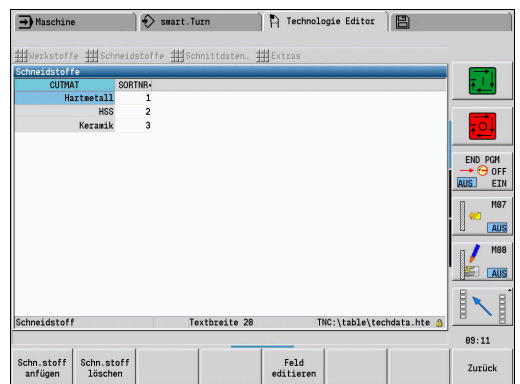 Maschine
smart.Turn
Technologie Editor
Werkstoffe
Schneidstoffe
Schnittdaten…
Extras
Schneidstoffe
CUTMAT SORTNR
Hartmetall 1
HSS 2
Keramik 3
Schneidstoff Textbreite 20 TNC:\table\techdata.hte
END PGM
OFF
AUS EIN
M07
AUS
M08
AUS
09:11
Schn.stoff anfügen
Schn.stoff löschen
Feld editieren
Zurück